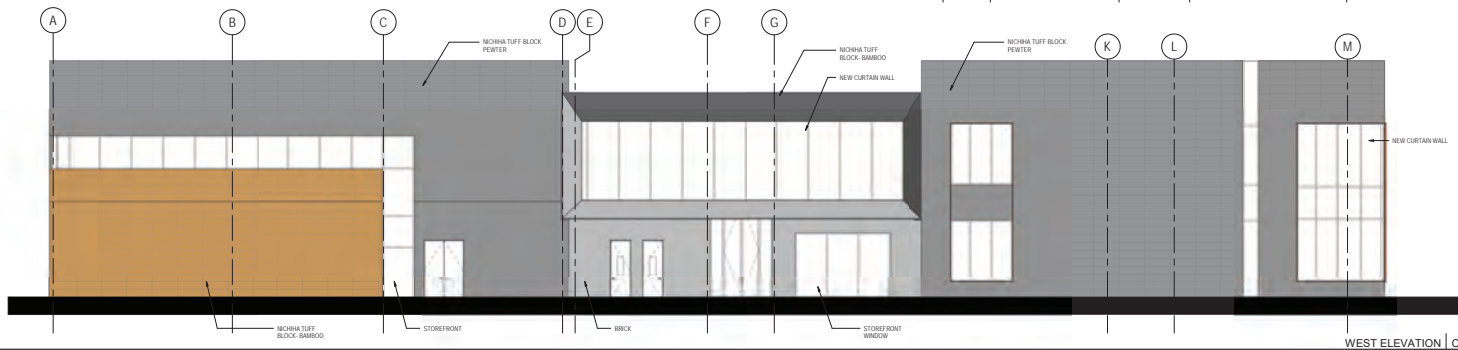 A
B
C
D
E
F
G
K
L
M
NICHIHA TUFF BLOCK
PEWTER
NICHIHA TUFF
BLOCK- BAMBOO
NEW CURTAIN WALL
NICHIHA TUFF BLOCK
PEWTER
NEW CURTAIN WALL
NICHIHA TUFF
BLOCK- BAMBOO
STOREFRONT
BRICK
STOREFRONT
WINDOW
WEST ELEVATION